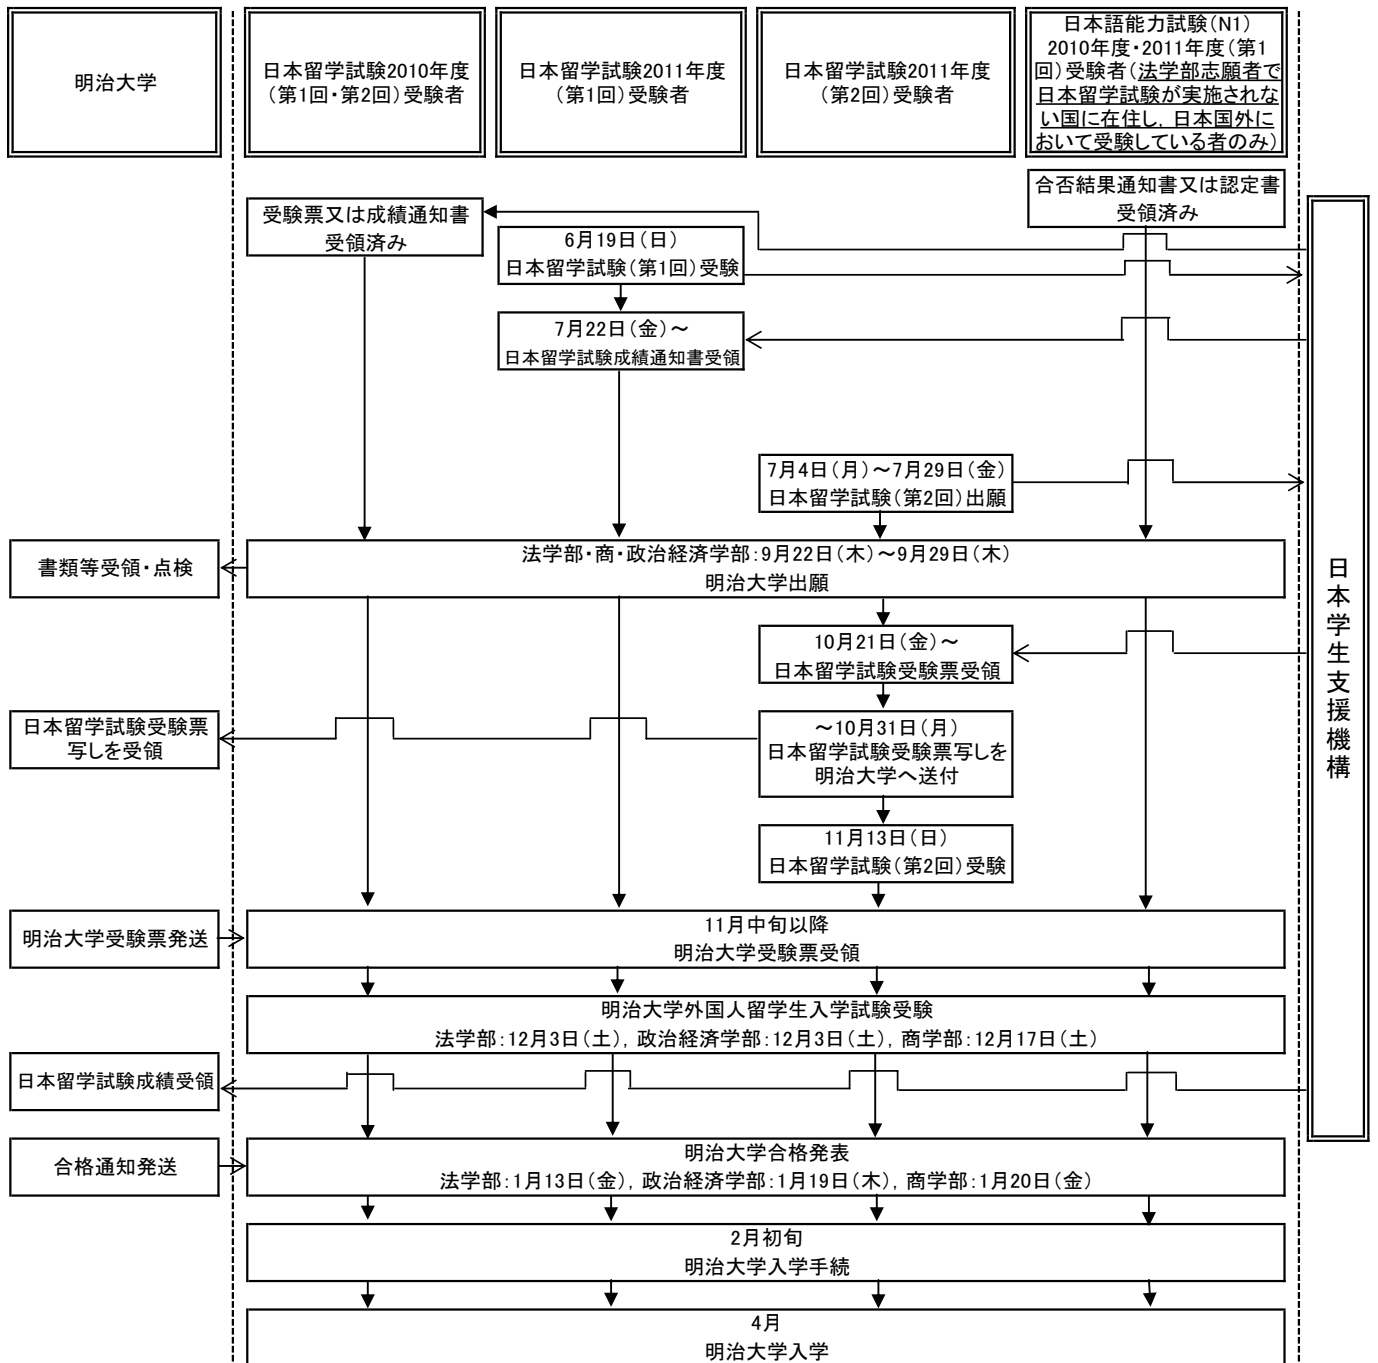 明治大学
日本留学試験2010年度
(第1回・第2回)受験者
日本留学試験2011年度
(第1回)受験者
日本留学試験2011年度
(第2回)受験者
日本語能力試験(N1)
2010年度・2011年度(第1
回)受験者(法学部志願者で
日本留学試験が実施されな
い国に在住し,日本国外に
おいて受験している者のみ)
合否結果通知書又は認定書
受領済み
受験票又は成績通知書
受領済み
6月19日(日)
日本留学試験(第1回)受験
7月22日(金)~
日本留学試験成績通知書受領
7月4日(月)~7月29日(金)
日本留学試験(第2回)出願
書類等受領・点検
法学部・商・政治経済学部:9月22日(木)~9月29日(木)
明治大学出願
日本学生支援機構
10月21日(金)~
日本留学試験受験票受領
日本留学試験受験票
写しを受領
~10月31日(月)
日本留学試験受験票写しを
明治大学へ送付
11月13日(日)
日本留学試験(第2回)受験
明治大学受験票発送
11月中旬以降
明治大学受験票受領
明治大学外国人留学生入学試験受験
法学部:12月3日(土),政治経済学部:12月3日(土),商学部:12月17日(土)
日本留学試験成績受領
合格通知発送
明治大学合格発表
法学部:1月13日(金),政治経済学部:1月19日(木),商学部:1月20日(金)
2月初旬
明治大学入学手続
4月
明治大学入学